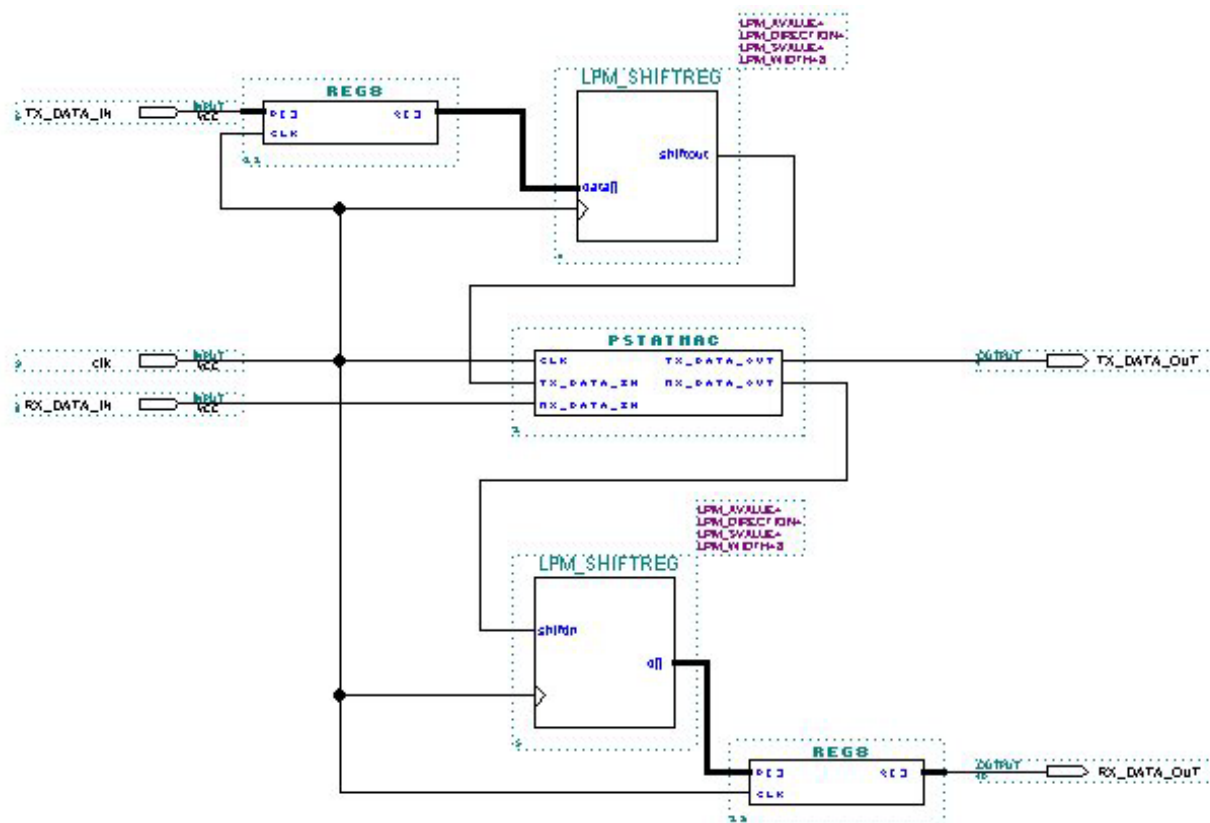 LPM_AVALUE=
LPM_DIRECTION=
LPM_SVALUE=
LPM_WIDTH=8
LPM_SHIFTREG
REG8
TX_DATA_IN
INPUT
VCC
D[]
Q[]
CLK
shiftout
data[]
PSTATMAC
clk
INPUT
VCC
CLK
TX_DATA_OUT
OUTPUT
TX_DATA_OuT
TX_DATA_IN
RX_DATA_OUT
RX_DATA_IN
INPUT
VCC
RX_DATA_IN
LPM_AVALUE=
LPM_DIRECTION=
LPM_SVALUE=
LPM_WIDTH=8
LPM_SHIFTREG
shiftin
q[]
REG8
D[]
Q[]
OUTPUT
RX_DATA_OuT
CLK